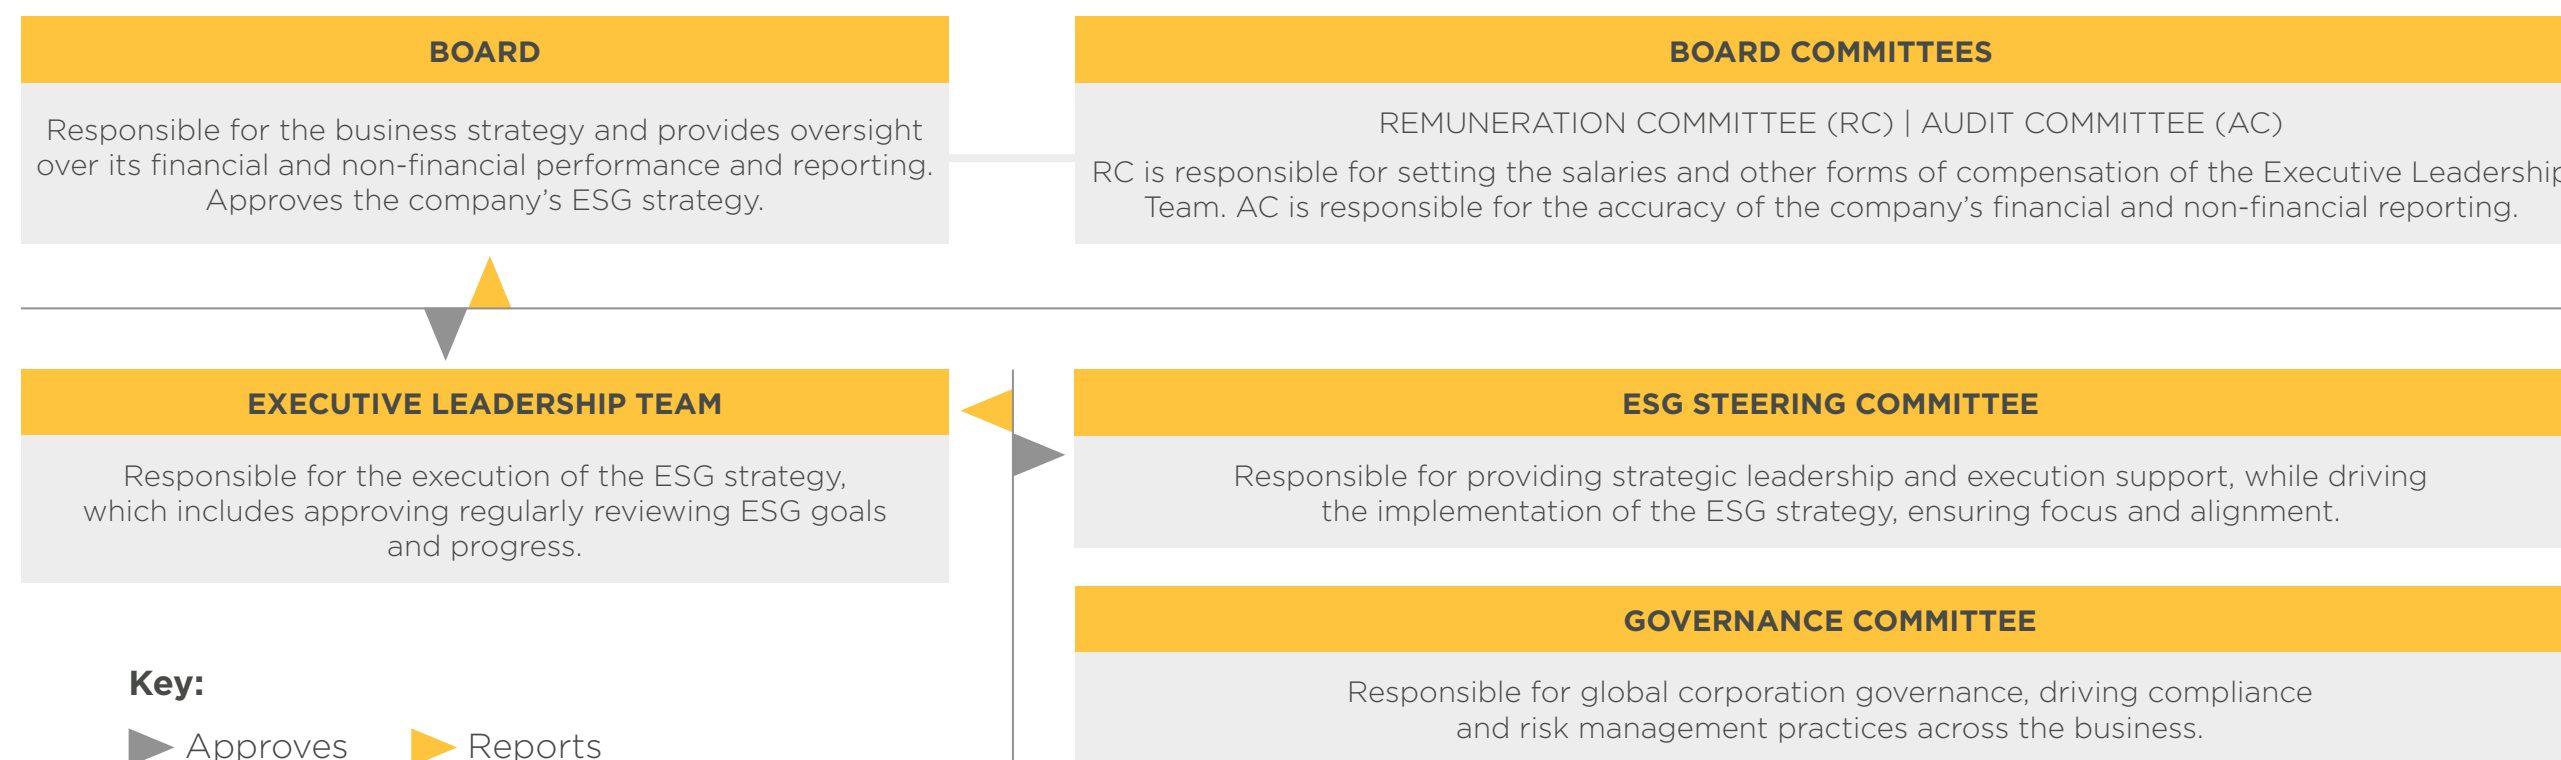 BOARD
Responsible for the business strategy and provides oversight
over its financial and non-financial performance and reporting.
Approves the company’s ESG strategy.
BOARD COMMITTEES
REMUNERATION COMMITTEE (RC) | AUDIT COMMITTEE (AC)
RC is responsible for setting the salaries and other forms of compensation of the Executive Leadership
Team. AC is responsible for the accuracy of the company’s financial and non-financial reporting.
EXECUTIVE LEADERSHIP TEAM
Responsible for the execution of the ESG strategy,
which includes approving regularly reviewing ESG goals
and progress.
ESG STEERING COMMITTEE
Responsible for providing strategic leadership and execution support, while driving
the implementation of the ESG strategy, ensuring focus and alignment.
GOVERNANCE COMMITTEE
Responsible for global corporation governance, driving compliance
and risk management practices across the business.
Key:
Approves
Reports